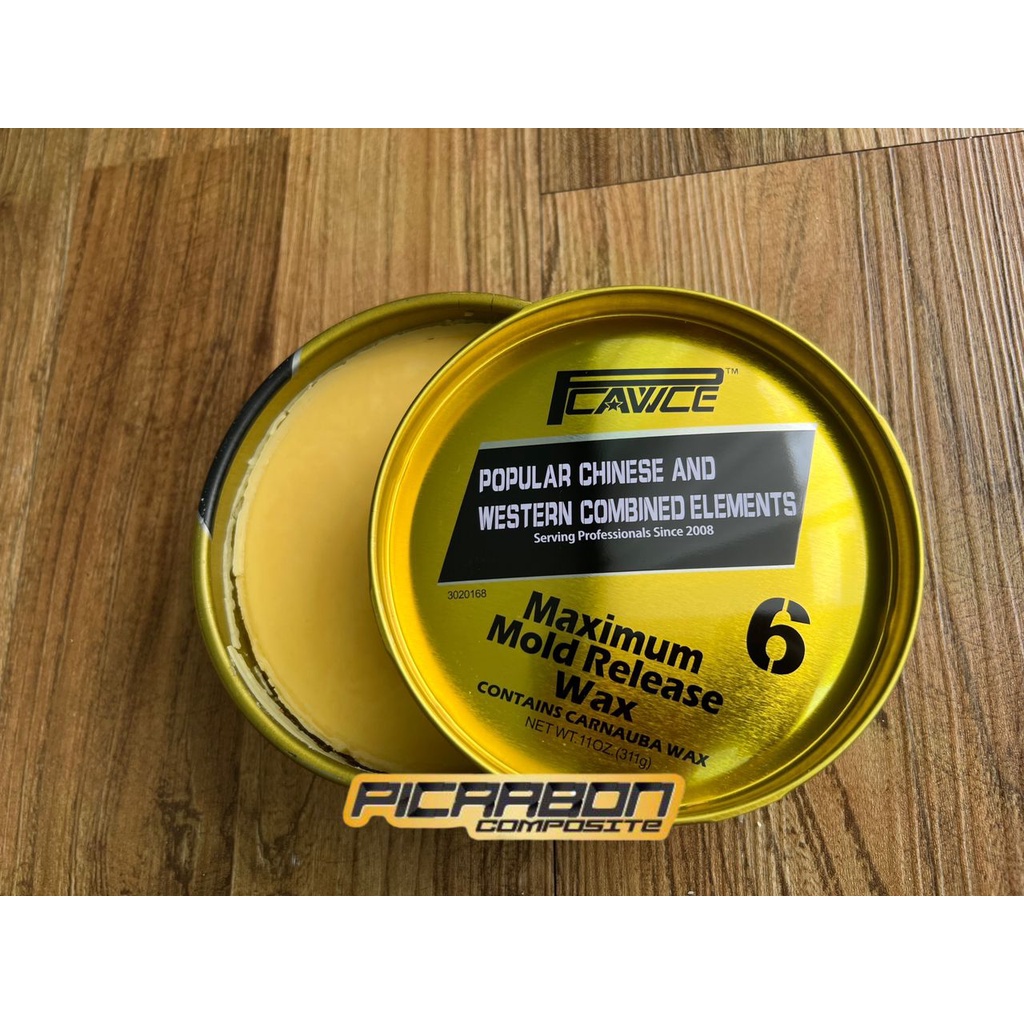 PCAWCE™
POPULAR CHINESE AND
WESTERN COMBINED ELEMENTS
Serving Professionals Since 2008
3020168
6
Maximum
Mold Release
Wax
CONTAINS CARNAUBA WAX
NET WT. 11OZ.(311g)
PICARBON
COMPOSITE